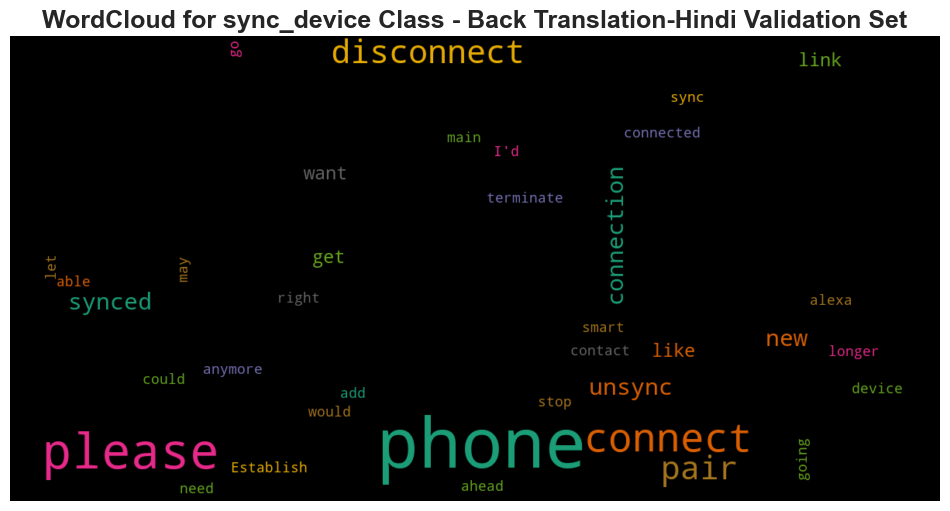 WordCloud for sync_device Class - Back Translation-Hindi Validation Set
go
disconnect
link
sync
connected
main
I'd
want
terminate
connection
get
let
able
may
synced
right
alexa
smart
new
contact
like
longer
anymore
could
add
unsync
device
would
stop
please
phone
connect
pair
Establish
going
need
ahead